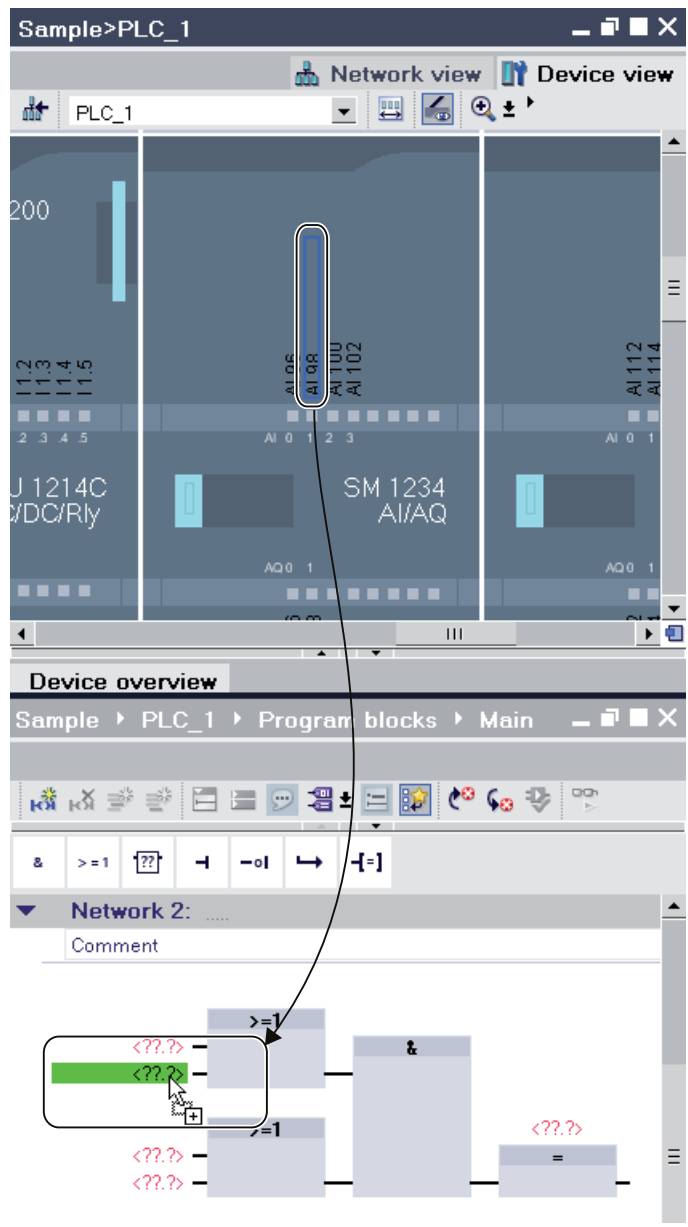 Sample>PLC_1
Network view
Device view
PLC_1
200
I1.2
I1.3
I1.4
I1.5
AI 96
AI 98
AI 100
AI 102
AI 112
AI 114
.2 .3 .4 .5
AI 0 1 2 3
AI 0 1
J 1214C
C/DC/Rly
SM 1234
AI/AQ
AQ 0 1
AQ 0 1
Device overview
Sample PLC_1 Program blocks Main
& >=1 ?? -o| -[=]
Network 2: .....
Comment
>=1
<??.?>
&
<??.?>
>=1
<??.?>
<??.?>
=
<??.?>